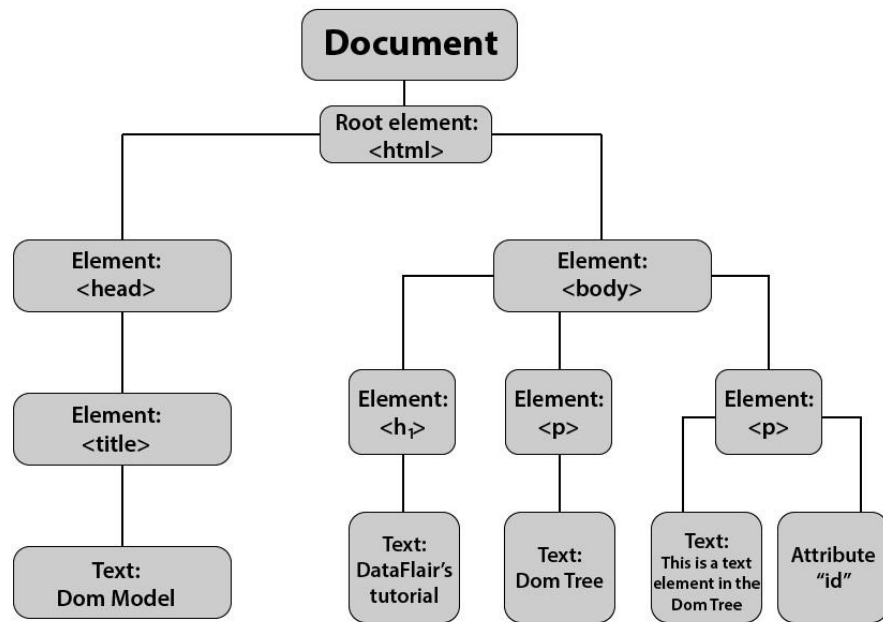 Document
Root element:
<html>
Element:
<head>
Element:
<body>
Element:
<title>
Element:
<h₁>
Element:
<p>
Element:
<p>
Text:
Dom Model
Text:
DataFlair’s
tutorial
Text:
Dom Tree
Text:
This is a text
element in the
Dom Tree
Attribute
“id”